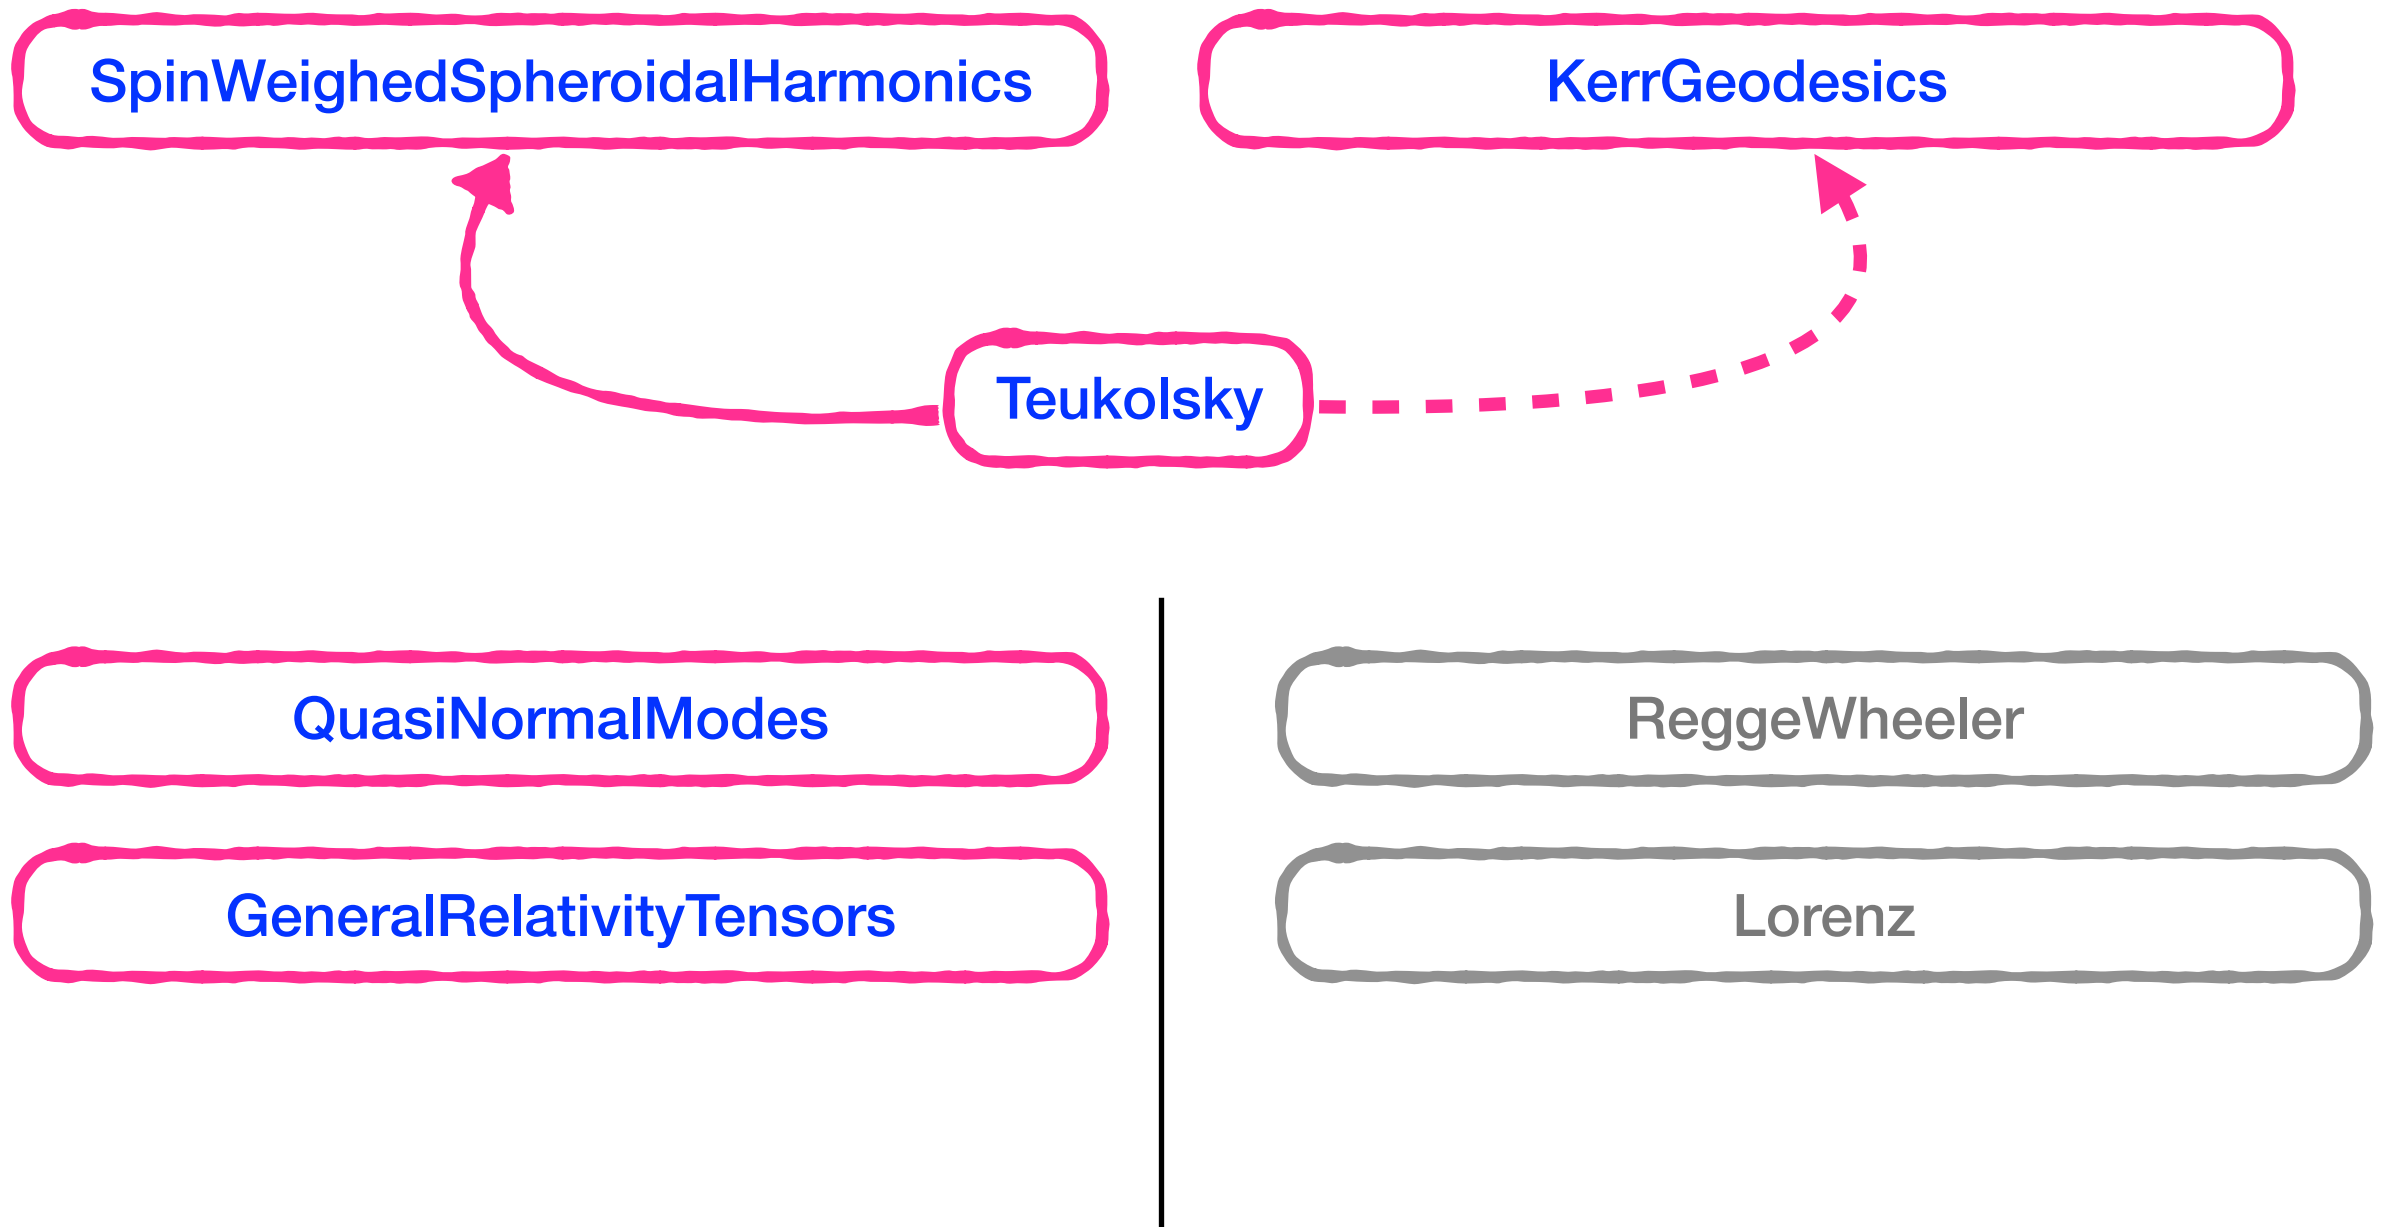 SpinWeighedSpheroidalHarmonics
KerrGeodesics
Teukolsky
QuasiNormalModes
ReggeWheeler
GeneralRelativityTensors
Lorenz